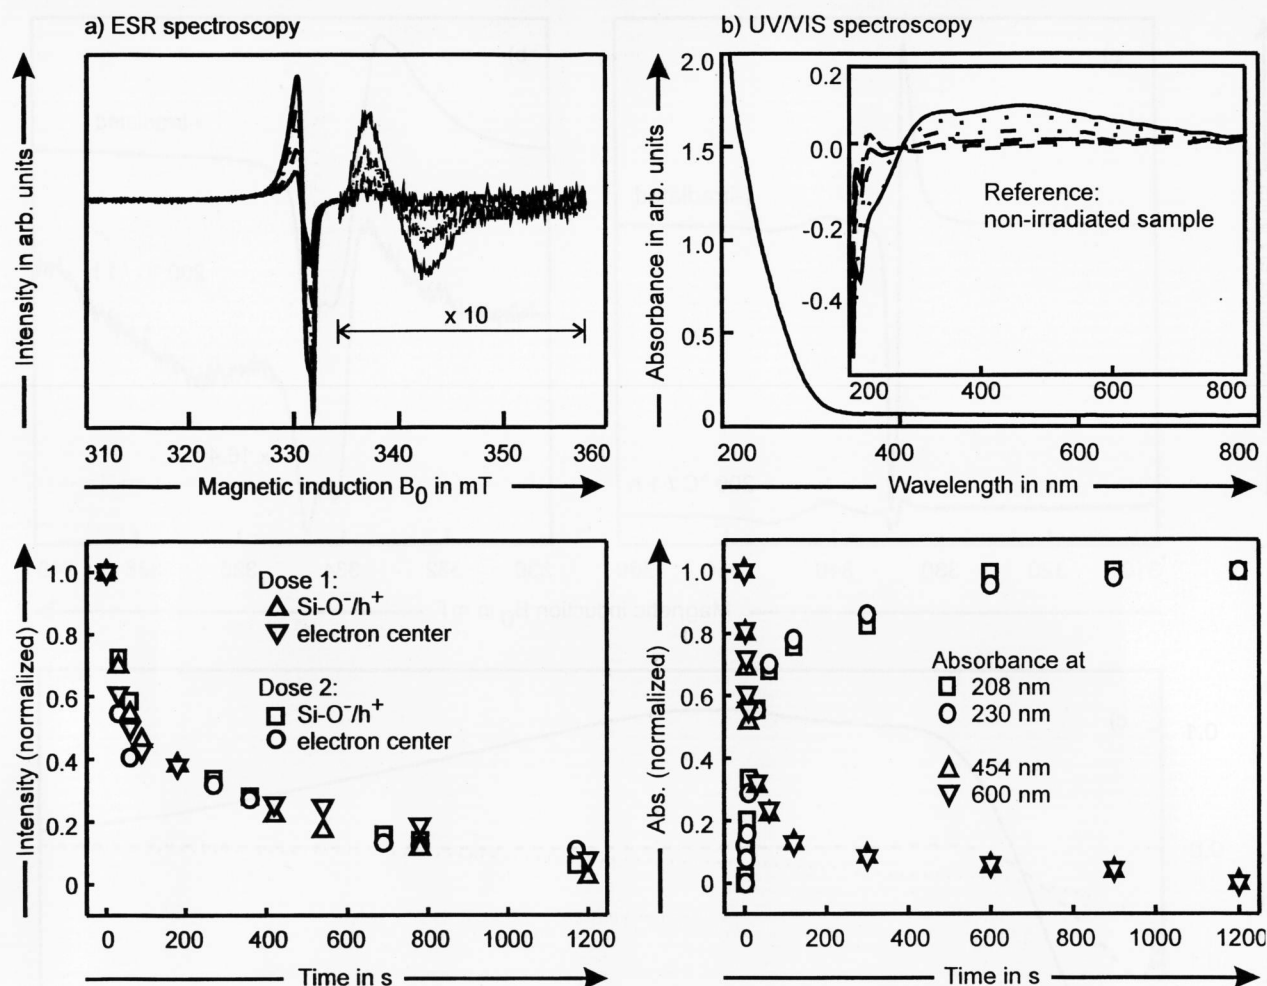 a) ESR spectroscopy
Intensity in arb. units
x 10
310 320 330 340 350 360
Magnetic induction B0 in mT
b) UV/VIS spectroscopy
Absorbance in arb. units
2.0
1.5
1.0
0.5
0
0.2
0.0
-0.2
-0.4
Reference:
non-irradiated sample
200 400 600 800
200 400 600 800
Wavelength in nm
Intensity (normalized)
1.0
0.8
0.6
0.4
0.2
0
Dose 1:
Si-O⁻/h⁺
electron center
Dose 2:
Si-O⁻/h⁺
electron center
0 200 400 600 800 1000 1200
Time in s
Abs. (normalized)
1.0
0.8
0.6
0.4
0.2
0
Absorbance at
208 nm
230 nm
454 nm
600 nm
0 200 400 600 800 1000 1200
Time in s